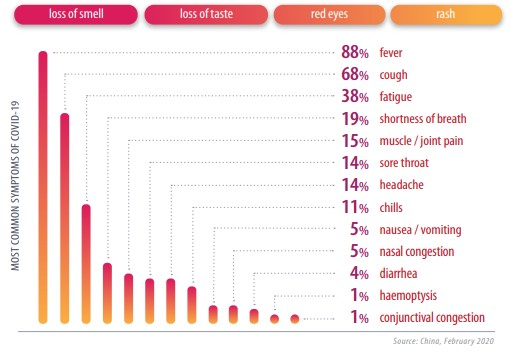 loss of smell
loss of taste
red eyes
rash
MOST COMMON SYMPTOMS OF COVID-19
88% fever
68% cough
38% fatigue
19% shortness of breath
15% muscle / joint pain
14% sore throat
14% headache
11% chills
5% nausea / vomiting
5% nasal congestion
4% diarrhea
1% haemoptysis
1% conjunctival congestion
Source: China, February 2020